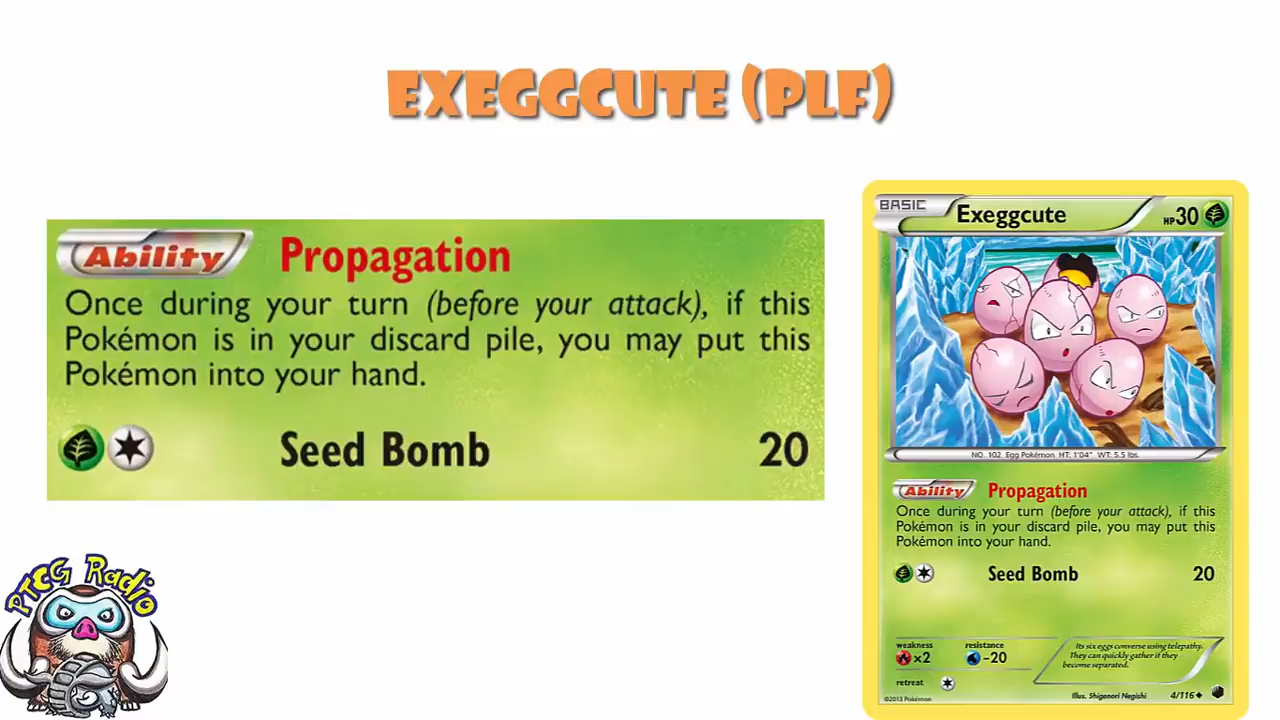 EXEGGCUTE (PLF)
Ability Propagation
Once during your turn (before your attack), if this
Pokémon is in your discard pile, you may put this
Pokémon into your hand.
Seed Bomb 20
PTCG Radio
BASIC Exeggcute HP30
NO. 102 Egg Pokémon HT: 1'04" WT: 5.5 lbs.
Ability Propagation
Once during your turn (before your attack), if this
Pokémon is in your discard pile, you may put this
Pokémon into your hand.
Seed Bomb 20
weakness resistance
×2 -20
retreat
Its six eggs converse using telepathy.
They can quickly gather if they
become separated.
©2013 Pokémon Illus. Shigenori Negishi 4/116